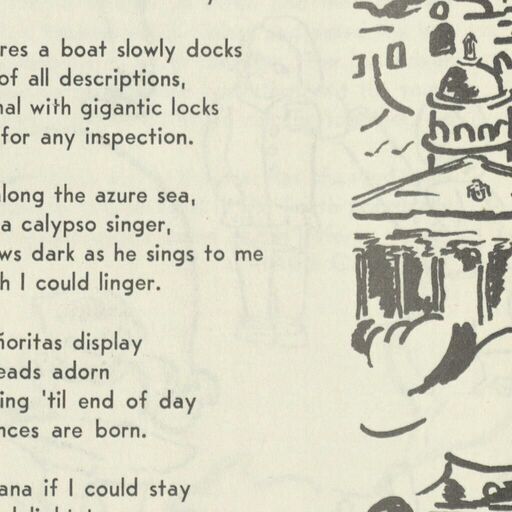 res a boat slowly docks
of all descriptions,
nal with gigantic locks
for any inspection.
along the azure sea,
a calypso singer,
ws dark as he sings to me
h I could linger.
ñoritas display
eads adorn
ing 'til end of day
nces are born.
ana if I could stay